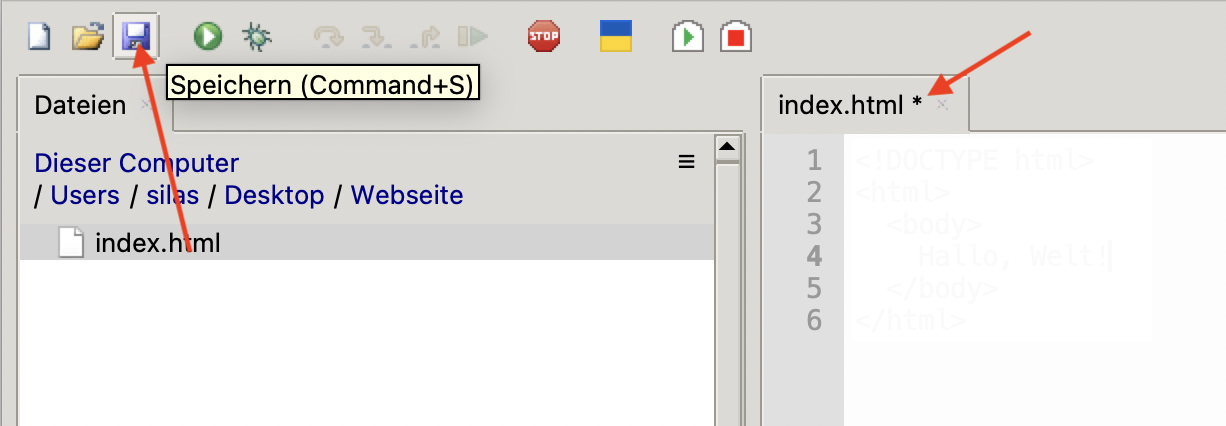 STOP
Speichern (Command+S)
Dateien
Dieser Computer
/ Users / silas / Desktop / Webseite
index.html
index.html *
1 <!DOCTYPE html>
2 <html>
3   <body>
4     Hallo, Welt!
5   </body>
6 </html>